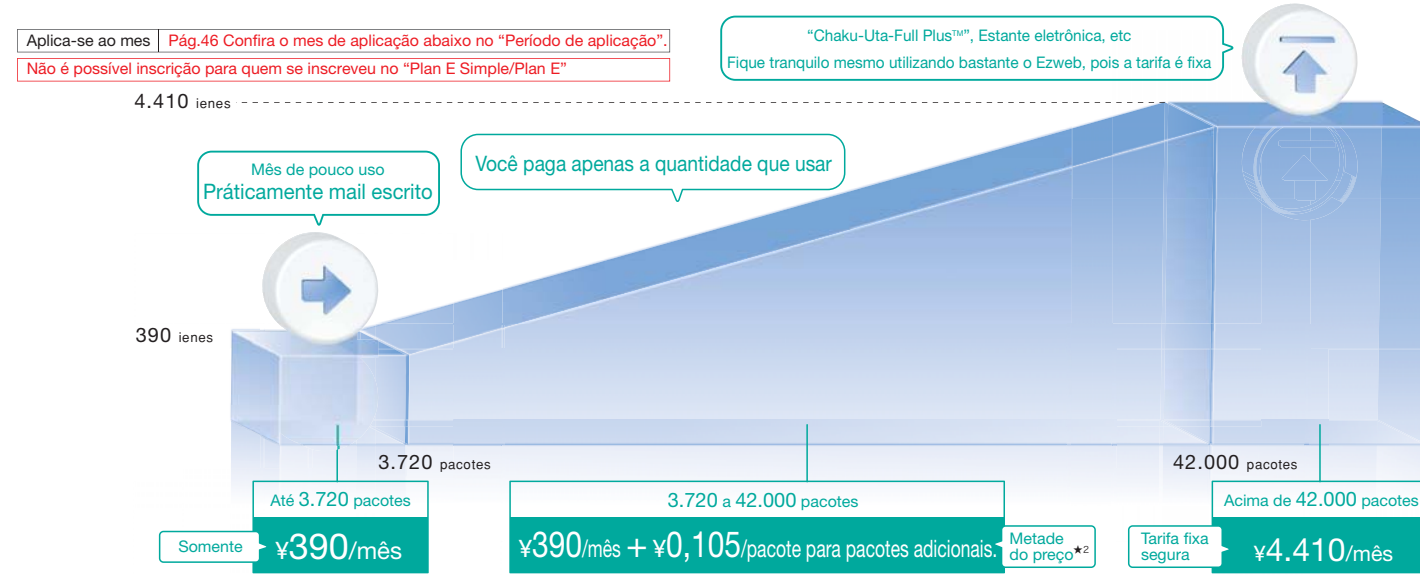 Aplica-se ao mes Pág.46 Confira o mes de aplicação abaixo no “Período de aplicação”.
Não é possível inscrição para quem se inscreveu no “Plan E Simple/Plan E”
“Chaku-Uta-Full Plus™”, Estante eletrônica, etc
Fique tranquilo mesmo utilizando bastante o Ezweb, pois a tarifa é fixa
4.410 ienes
Mês de pouco uso
Práticamente mail escrito
Você paga apenas a quantidade que usar
390 ienes
3.720 pacotes
42.000 pacotes
Até 3.720 pacotes
Somente
¥390/mês
3.720 a 42.000 pacotes
¥390/mês + ¥0,105/pacote para pacotes adicionais.
Metade
do preço★2
Acima de 42.000 pacotes
Tarifa fixa
segura
¥4.410/mês